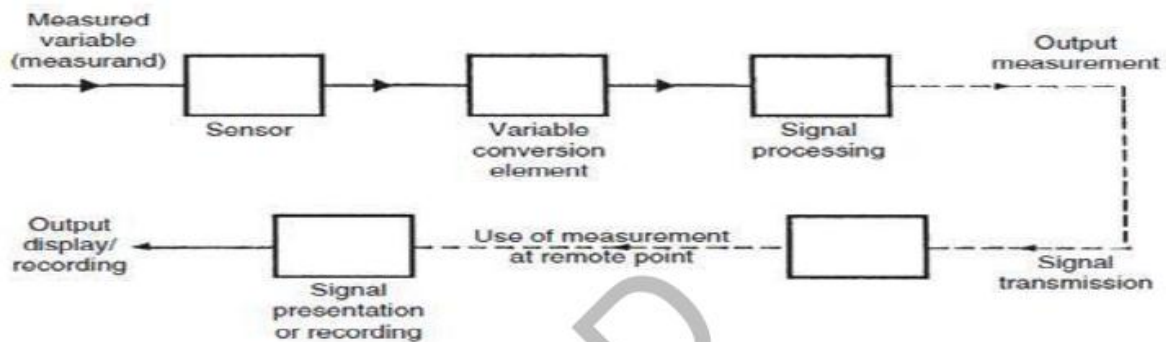 Measured
variable
(measurand)
Output
measurement
Sensor
Variable
conversion
element
Signal
processing
Output
display/
recording
Use of measurement
at remote point
Signal
transmission
Signal
presentation
or recording